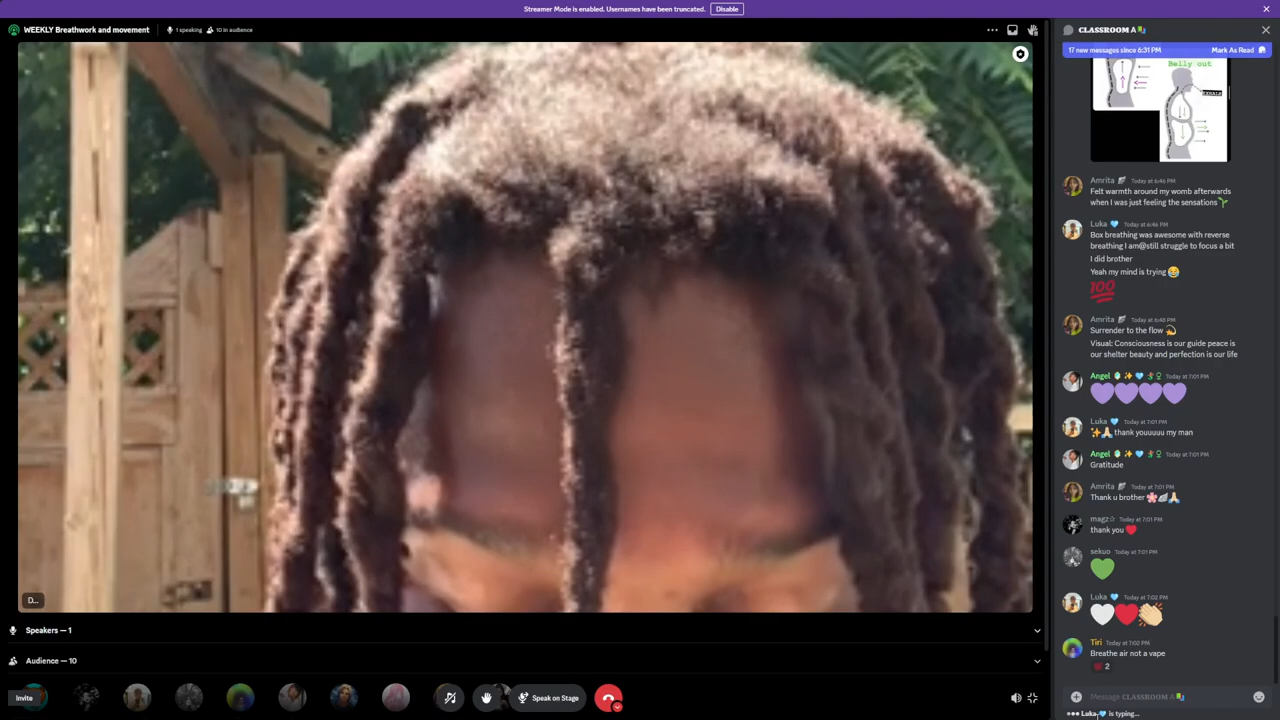 Streamer Mode is enabled. Usernames have been truncated.
Disable
WEEKLY Breathwork and movement
1 speaking
10 in audience
CLASSROOM A
17 new messages since 6:31 PM
Mark As Read
Belly out
EXHALE
Amrita Today at 6:46 PM
Felt warmth around my womb afterwards
when I was just feeling the sensations🌱
Luka 💙 Today at 6:46 PM
Box breathing was awesome with reverse
breathing I am@still struggle to focus a bit
I did brother
Yeah my mind is trying 😂
💯
Amrita Today at 6:48 PM
Surrender to the flow 💫
Visual: Consciousness is our guide peace is
our shelter beauty and perfection is our life
Angel Today at 7:01 PM
💜💜💜💜
Luka 💙 Today at 7:01 PM
✨🙏 thank youuuuu my man
Angel Today at 7:01 PM
Gratitude
Amrita Today at 7:01 PM
Thank u brother 🌸🍃🙏
magz☆ Today at 7:01 PM
thank you ❤️
sekuo Today at 7:01 PM
💚
Luka 💙 Today at 7:02 PM
🤍❤️👏
Tiri Today at 7:02 PM
Breathe air not a vape
2
D...
Speakers — 1
Audience — 10
Invite
Speak on Stage
Message CLASSROOM A
Luka 💙 is typing...